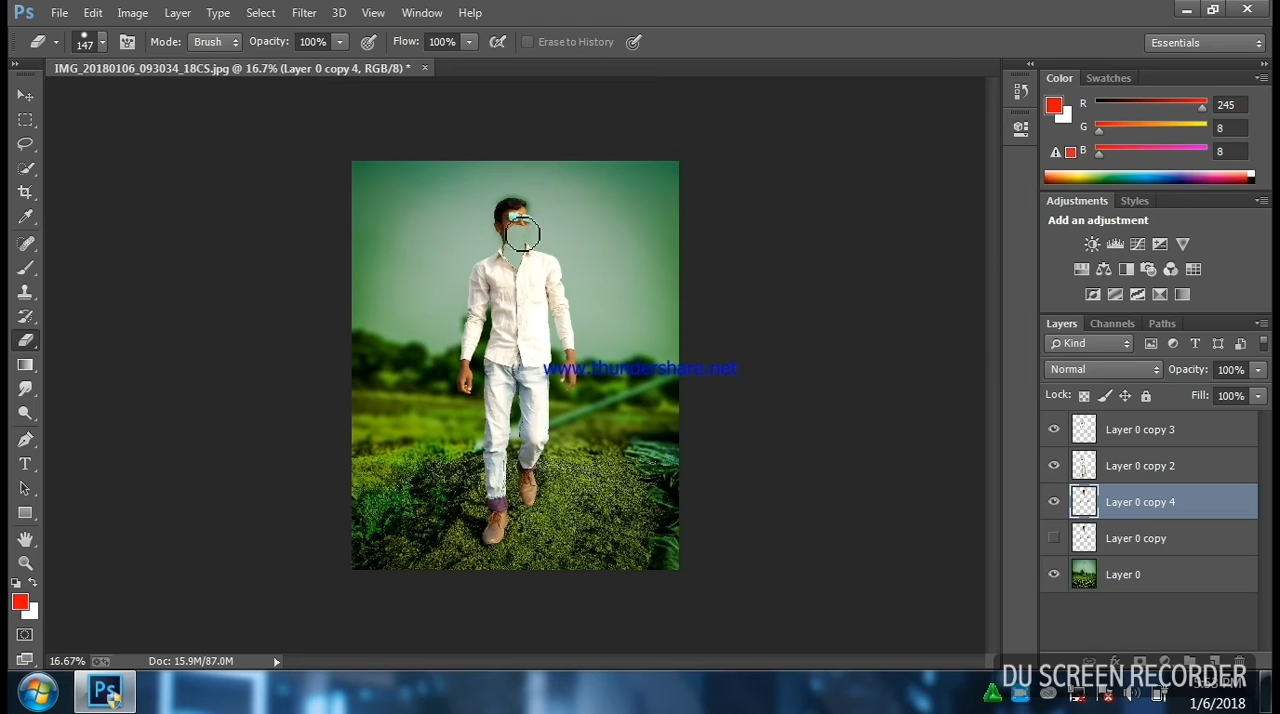 Ps File Edit Image Layer Type Select Filter 3D View Window Help
147 Mode: Brush Opacity: 100% Flow: 100% Erase to History Essentials
IMG_20180106_093034_18CS.jpg @ 16.7% (Layer 0 copy 4, RGB/8) * ×
Color Swatches
R 245
G 8
B 8
Adjustments Styles
Add an adjustment
Layers Channels Paths
Kind
Normal Opacity: 100%
Lock: Fill: 100%
Layer 0 copy 3
Layer 0 copy 2
Layer 0 copy 4
Layer 0 copy
Layer 0
www.thundershare.net
16.67% Doc: 15.9M/87.0M
DU SCREEN RECORDER
Ps
1/6/2018